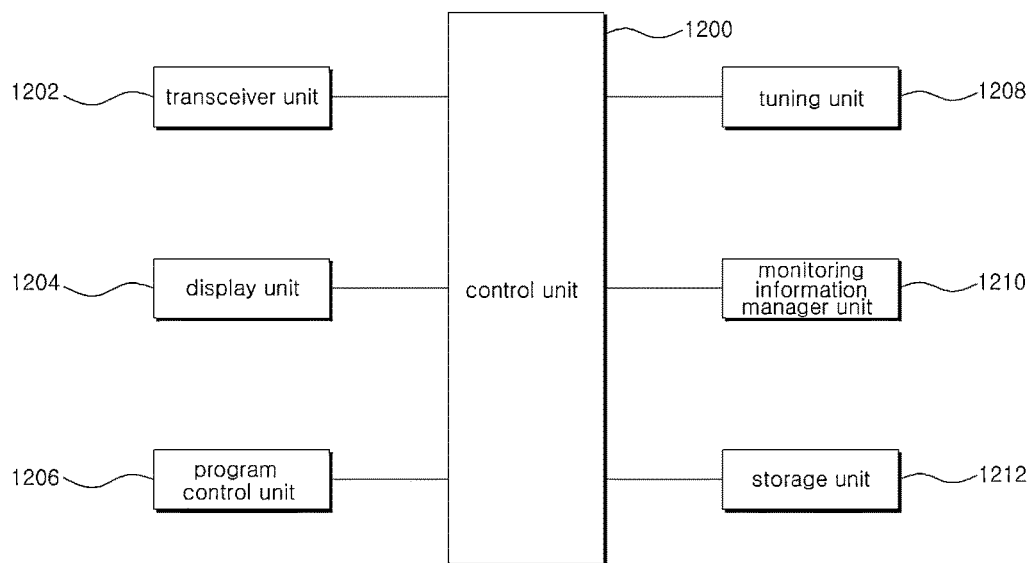 1200
1202
transceiver unit
tuning unit
1208
1204
display unit
control unit
monitoring
information
manager unit
1210
1206
program
control unit
storage unit
1212